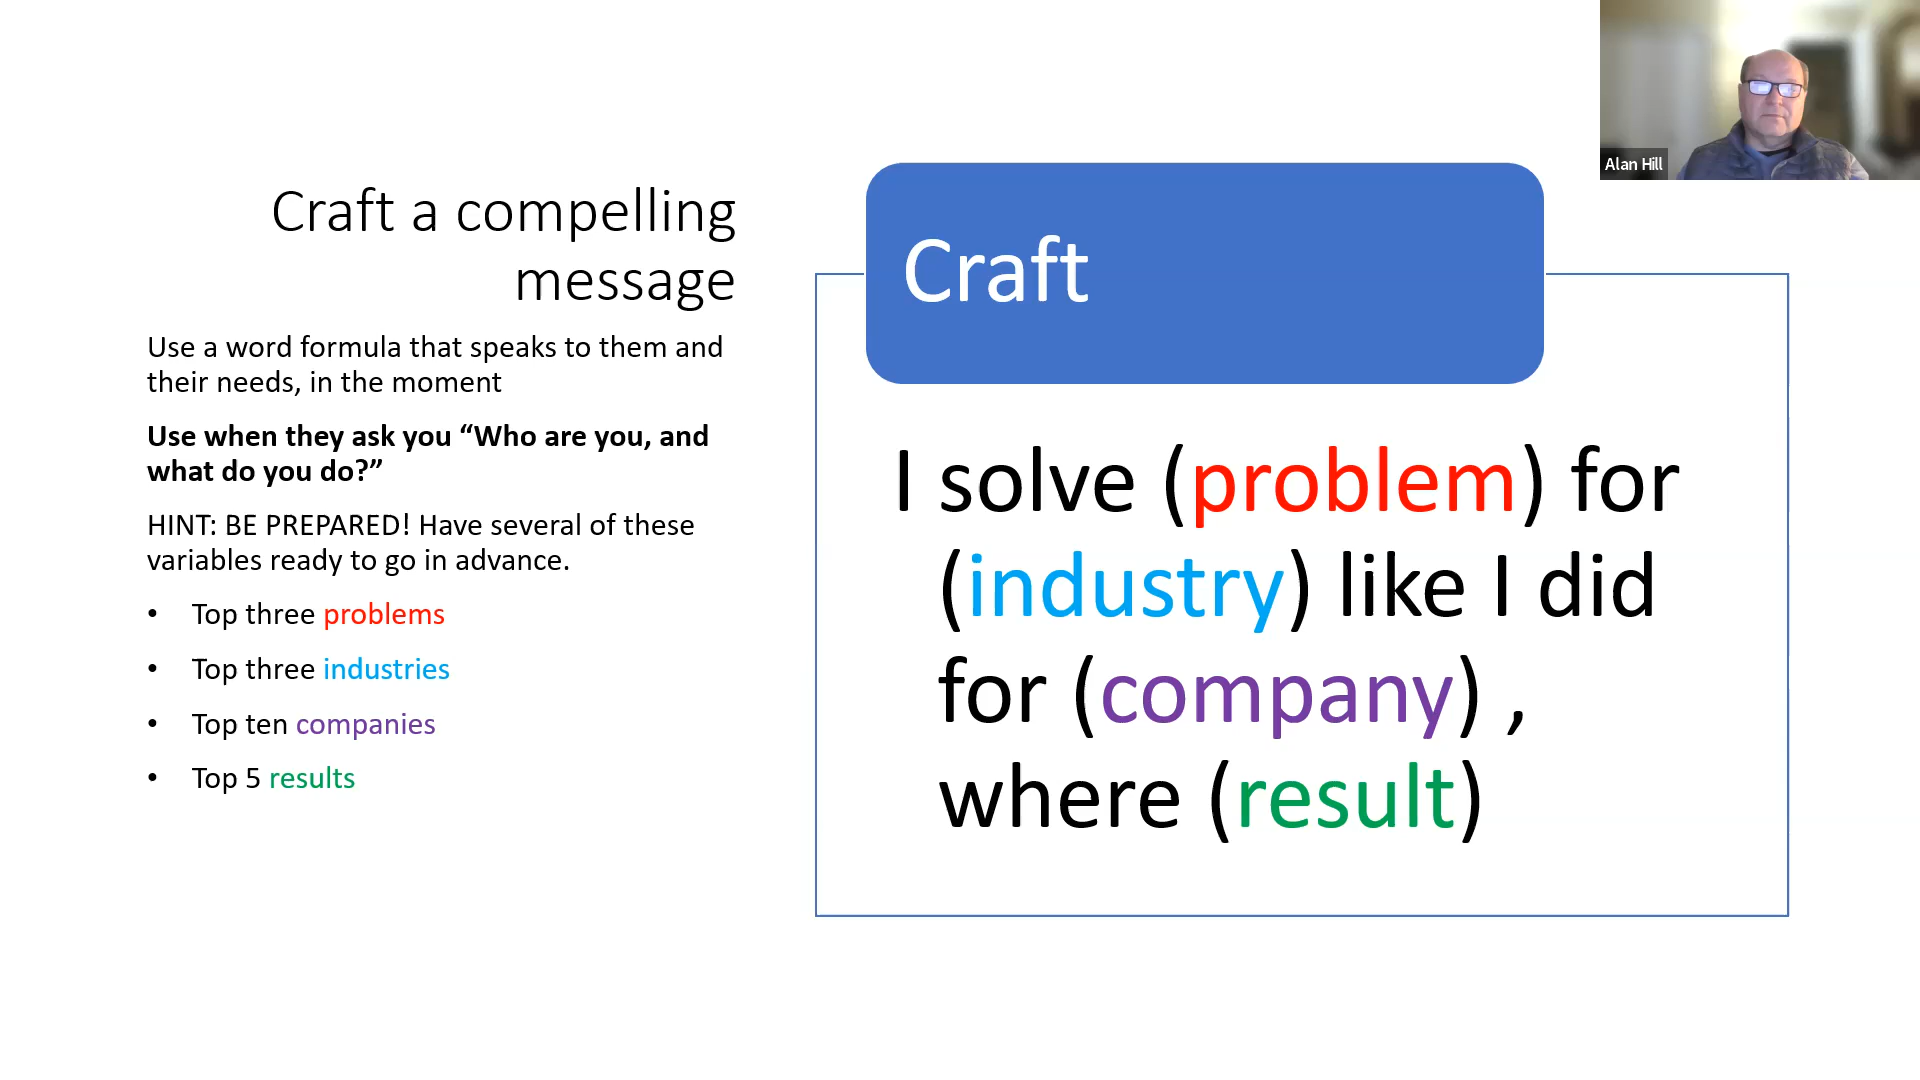 Craft a compelling
message
Use a word formula that speaks to them and
their needs, in the moment
Use when they ask you “Who are you, and
what do you do?”
HINT: BE PREPARED! Have several of these
variables ready to go in advance.
• Top three problems
• Top three industries
• Top ten companies
• Top 5 results
Craft
I solve (problem) for
(industry) like I did
for (company) ,
where (result)
Alan Hill